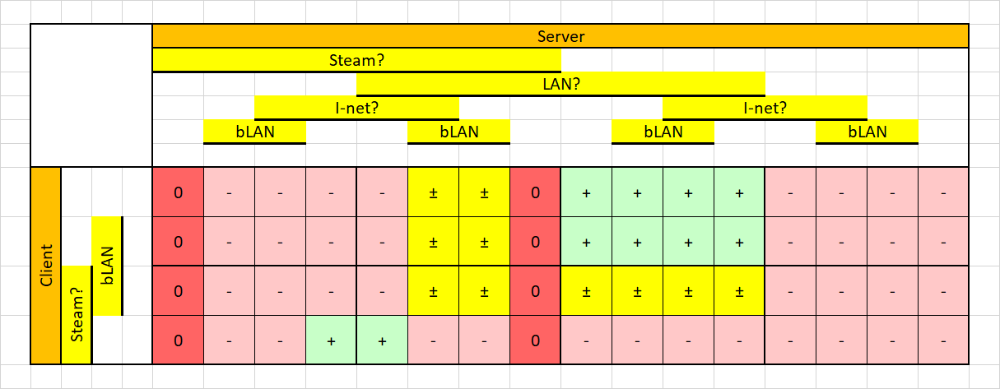 Server
Steam?
LAN?
I-net? I-net?
bLAN bLAN bLAN bLAN
Client
Steam?
bLAN
0 - - - - ± ± 0 + + + + - - - -
0 - - - - ± ± 0 + + + + - - - -
0 - - - - ± ± 0 ± ± ± ± - - - -
0 - - + + - - 0 - - - - - - - -